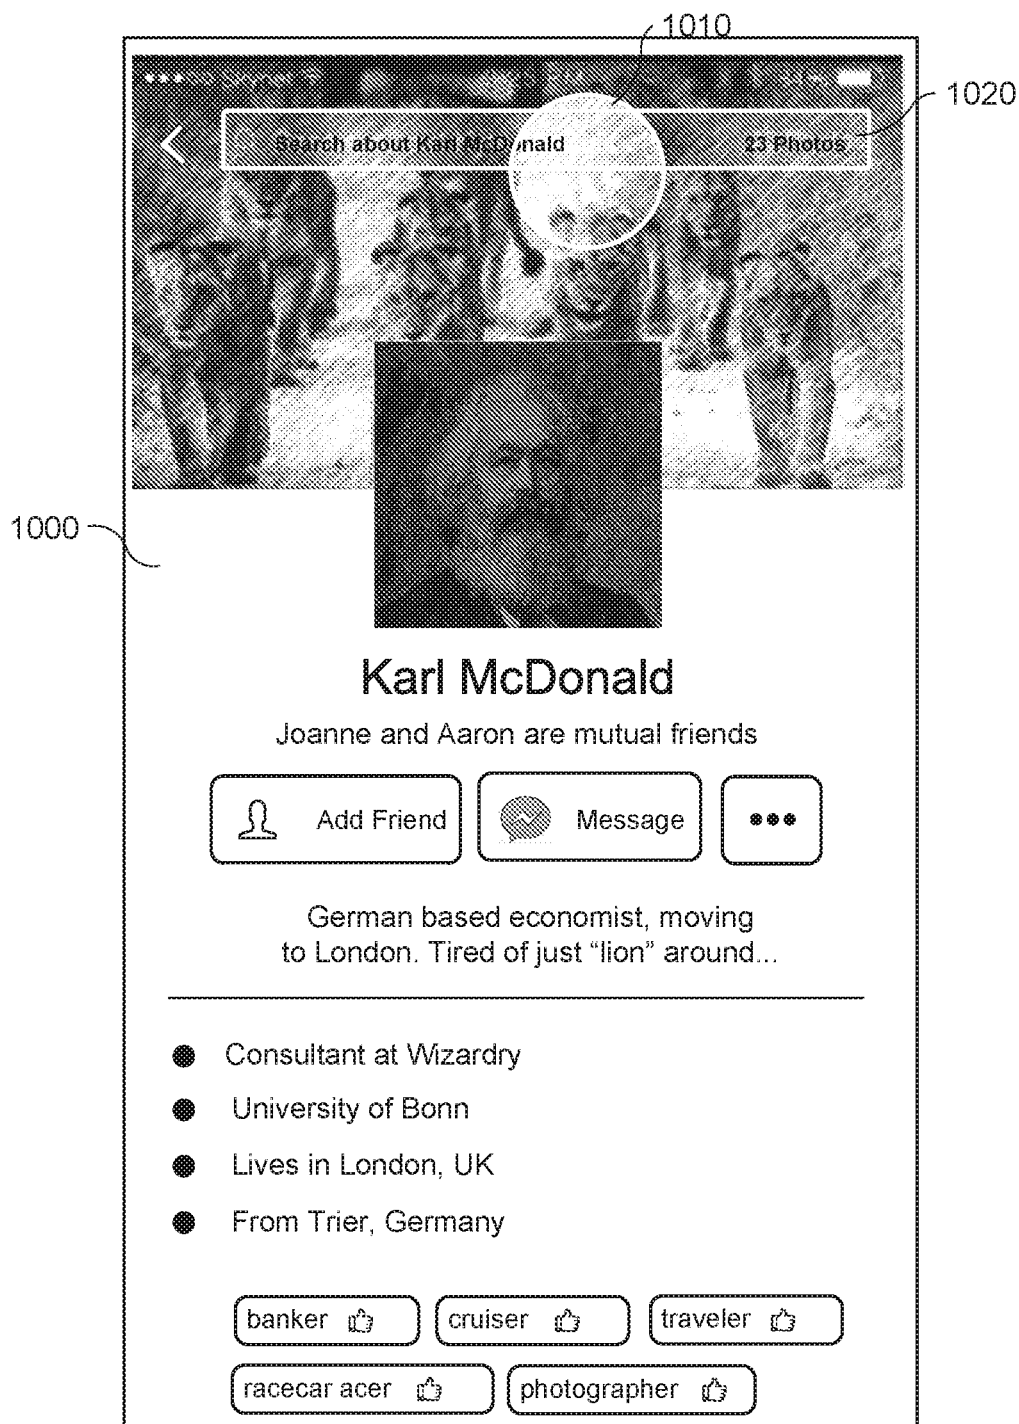 1010
1020
Search about Karl McDonald 23 Photos
1000
Karl McDonald
Joanne and Aaron are mutual friends
Add Friend Message
German based economist, moving
to London. Tired of just “lion” around...
Consultant at Wizardry
University of Bonn
Lives in London, UK
From Trier, Germany
banker cruiser traveler
racecar acer photographer